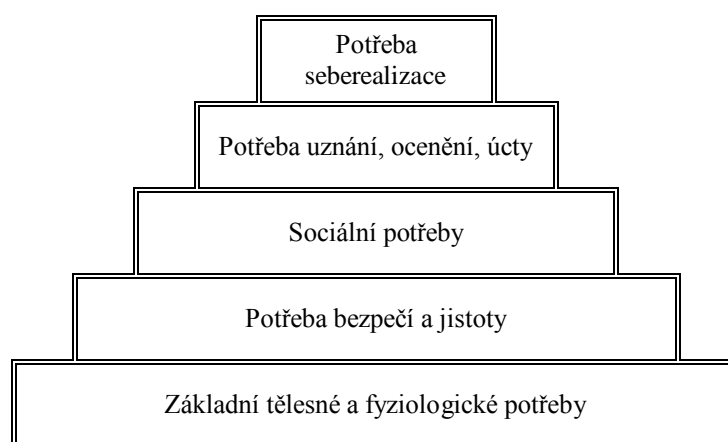 Potřeba
seberealizace
Potřeba uznání, ocenění, úcty
Sociální potřeby
Potřeba bezpečí a jistoty
Základní tělesné a fyziologické potřeby